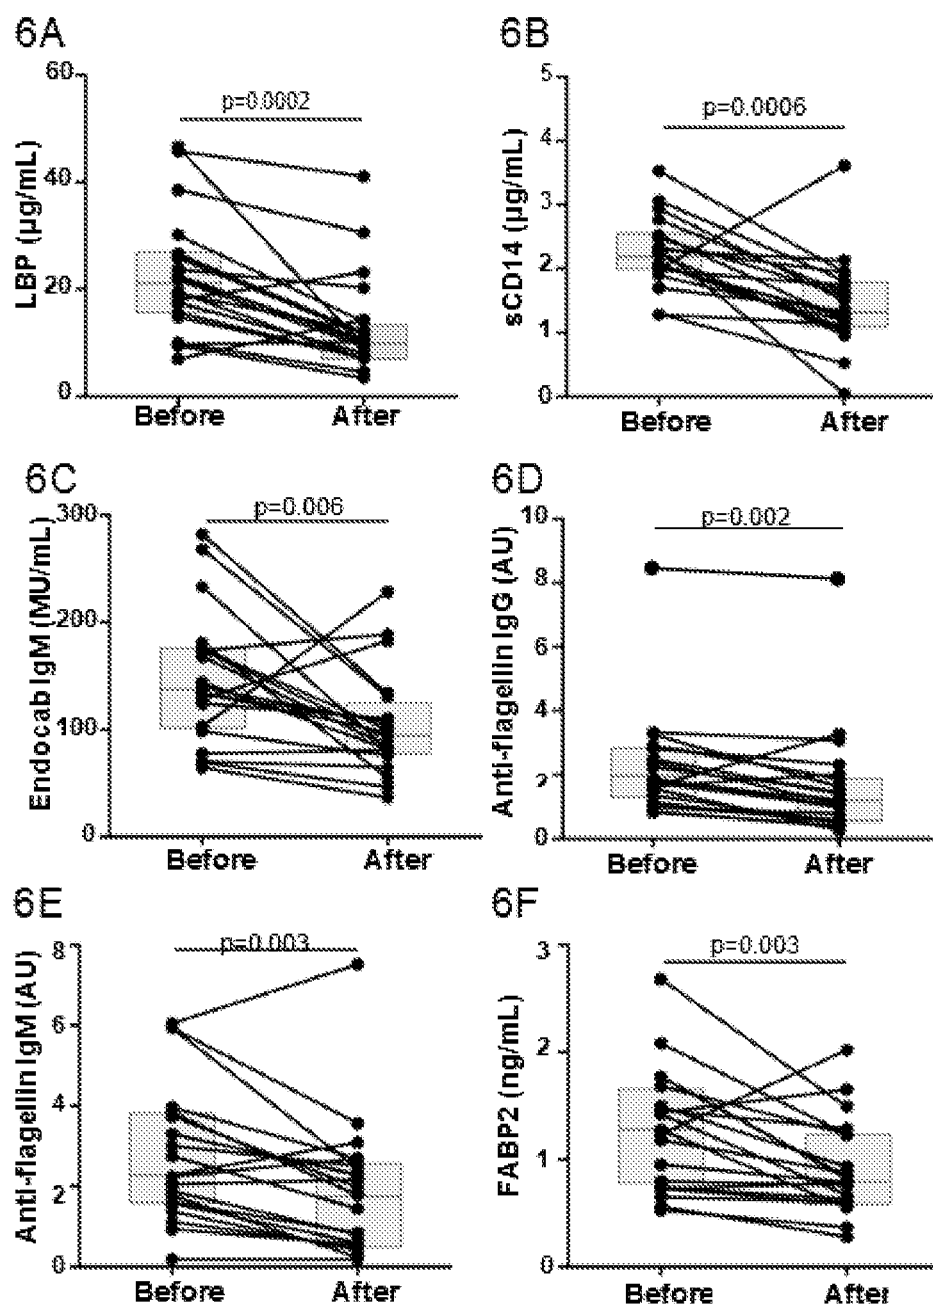 6A
LBP (µg/mL)
60
40
20
0
p=0.0002
Before After
6B
sCD14 (µg/mL)
5
4
3
2
1
0
p=0.0006
Before After
6C
Endocab IgM (MU/mL)
300
200
100
0
p=0.006
Before After
6D
Anti-flagellin IgG (AU)
10
8
6
4
2
0
p=0.002
Before After
6E
Anti-flagellin IgM (AU)
8
6
4
2
0
p=0.003
Before After
6F
FABP2 (ng/mL)
3
2
1
0
p=0.003
Before After